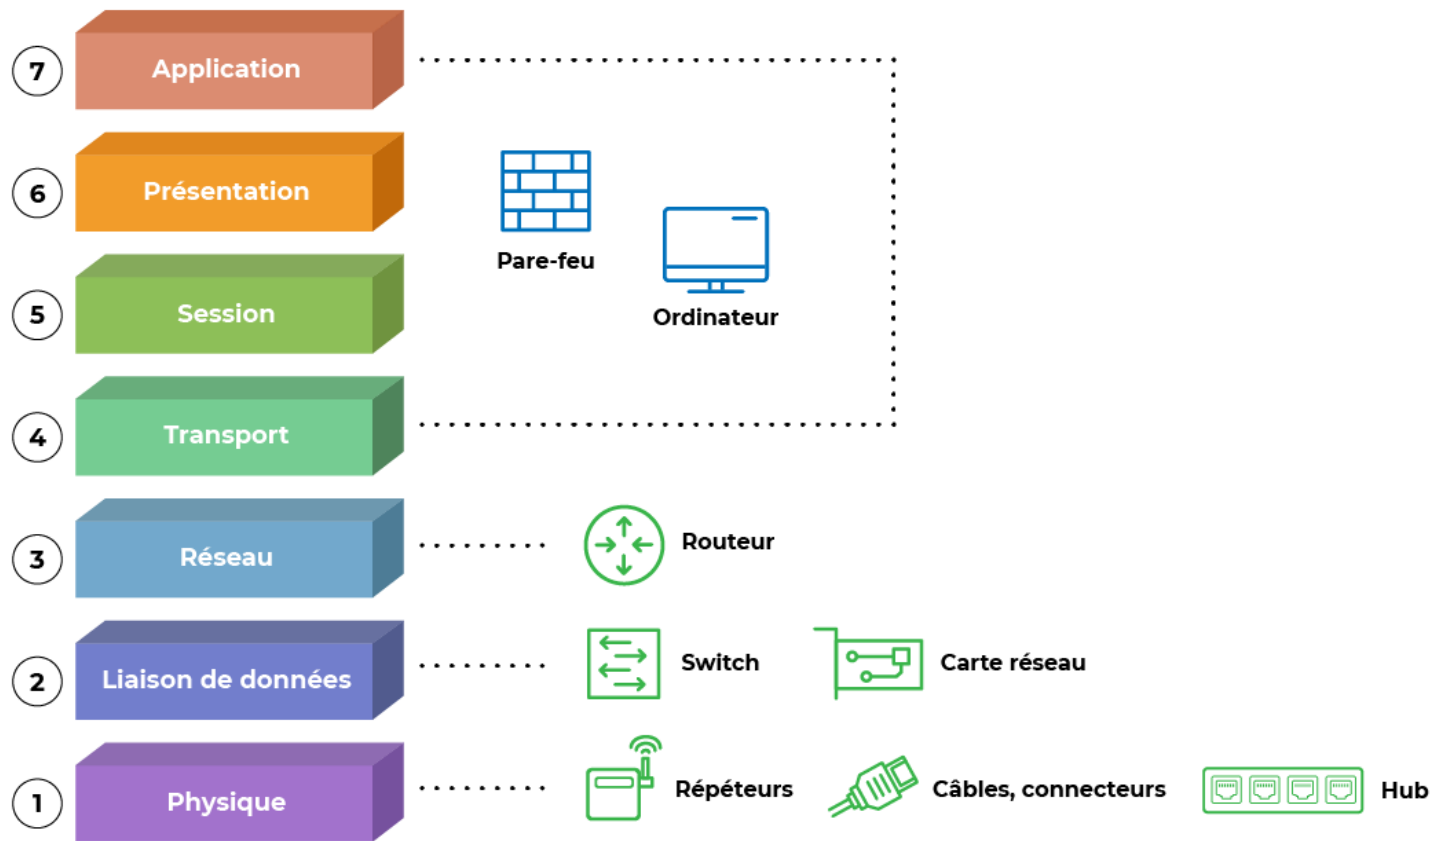 7 Application
6 Présentation
Pare-feu
Ordinateur
5 Session
4 Transport
3 Réseau Routeur
2 Liaison de données Switch Carte réseau
1 Physique Répéteurs Câbles, connecteurs Hub